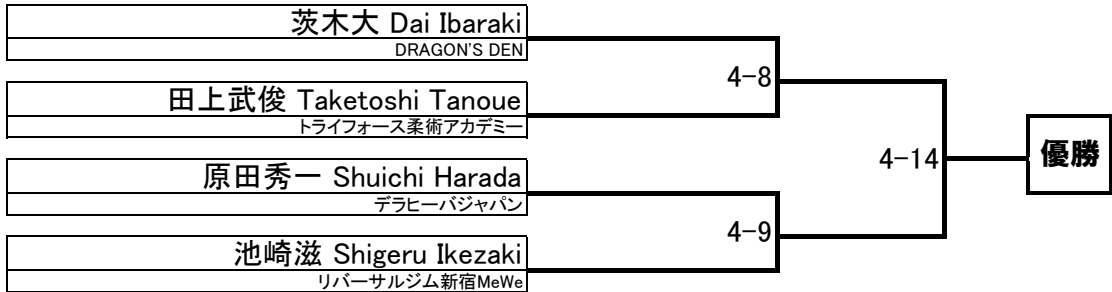 茨木大 Dai Ibaraki
DRAGON'S DEN
4-8
田上武俊 Taketoshi Tanoue
トライフォース柔術アカデミー
4-14
優勝
原田秀一 Shuichi Harada
デラヒーバジャパン
4-9
池崎滋 Shigeru Ikezaki
リバーサルジム新宿MeWe